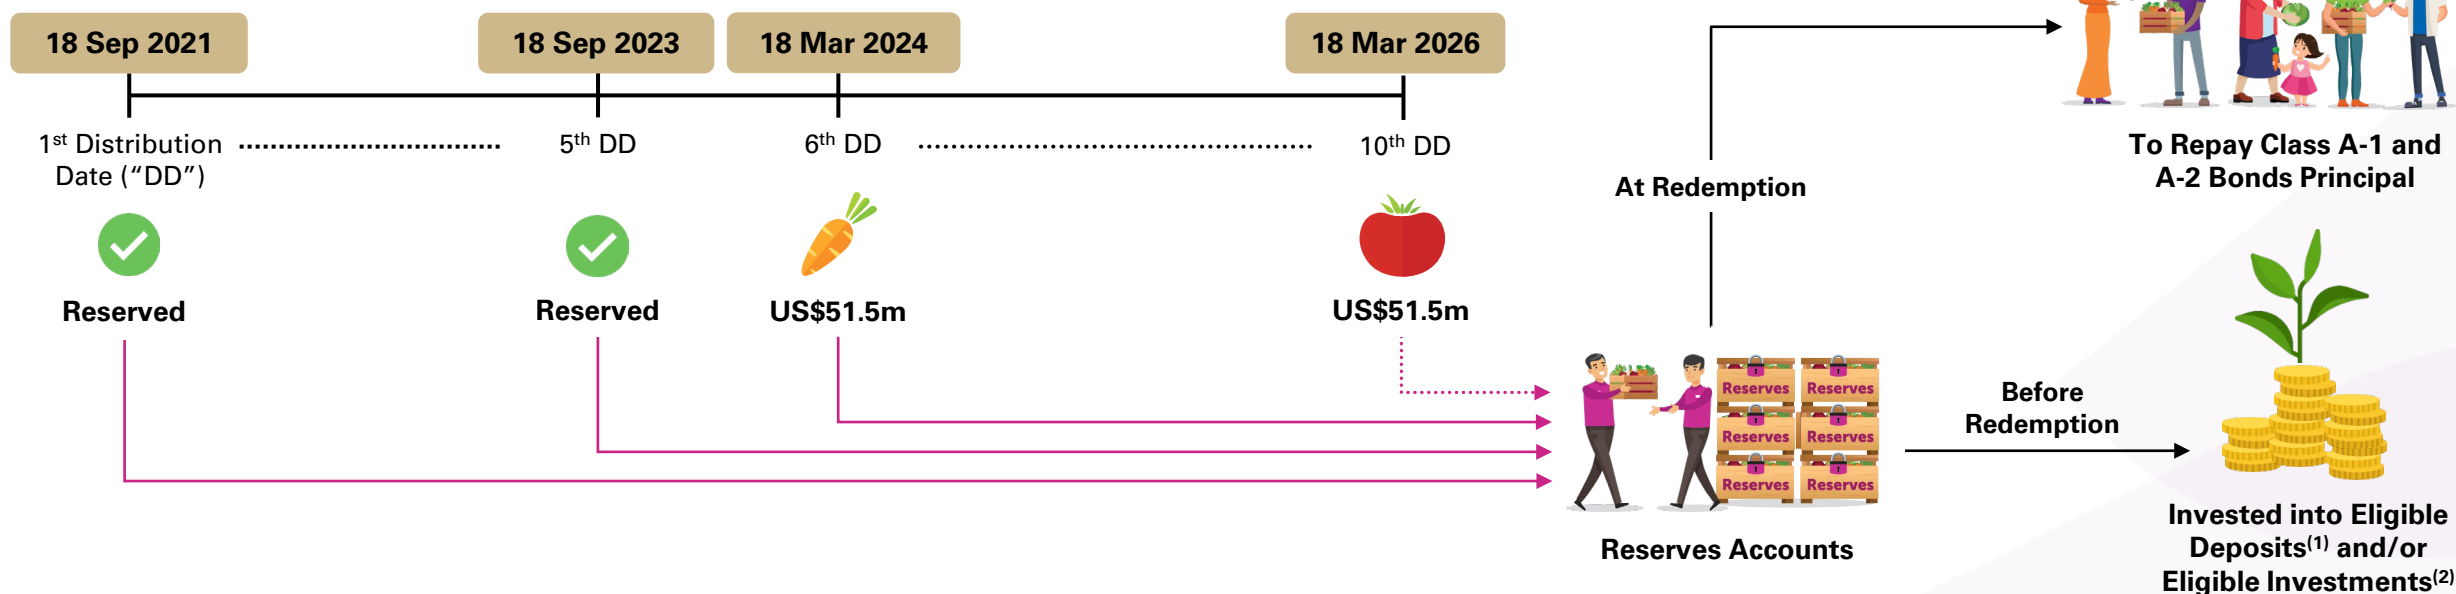 18 Sep 2021
18 Sep 2023
18 Mar 2024
18 Mar 2026
1st Distribution
Date (“DD”)
5th DD
6th DD
10th DD
Reserved
Reserved
US$51.5m
US$51.5m
At Redemption
To Repay Class A-1 and
A-2 Bonds Principal
Reserves
Reserves
Reserves
Reserves
Reserves
Reserves
Reserves Accounts
Before
Redemption
Invested into Eligible
Deposits(1) and/or
Eligible Investments(2)